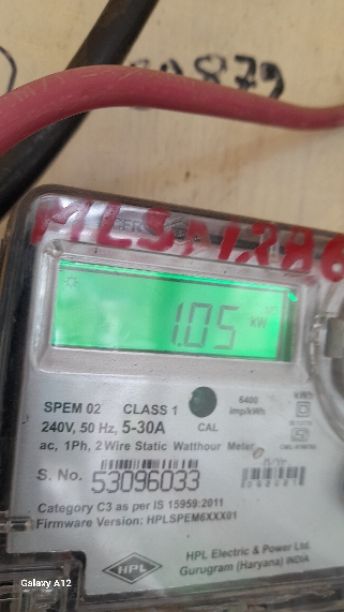 879
1.05 kW
SPEM 02 CLASS 1 6400 imp/kWh kWh
240V, 50 Hz, 5-30A CAL
ac, 1Ph, 2 Wire Static Watthour Meter
S. No. 53096033
Category C3 as per IS 15959:2011
Firmware Version: HPLSPEM6XXX01
HPL
HPL Electric & Power Ltd.
Gurugram (Haryana) INDIA
Galaxy A12